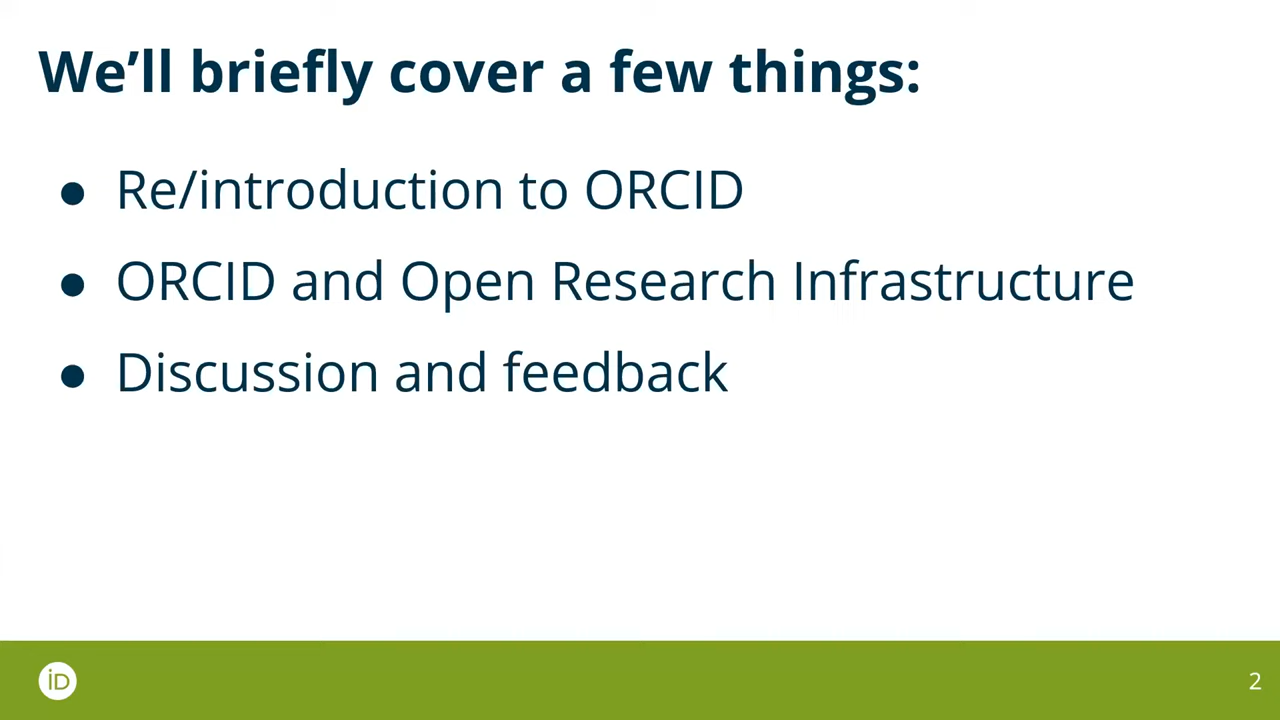 We’ll briefly cover a few things:
● Re/introduction to ORCID
● ORCID and Open Research Infrastructure
● Discussion and feedback
iD
2